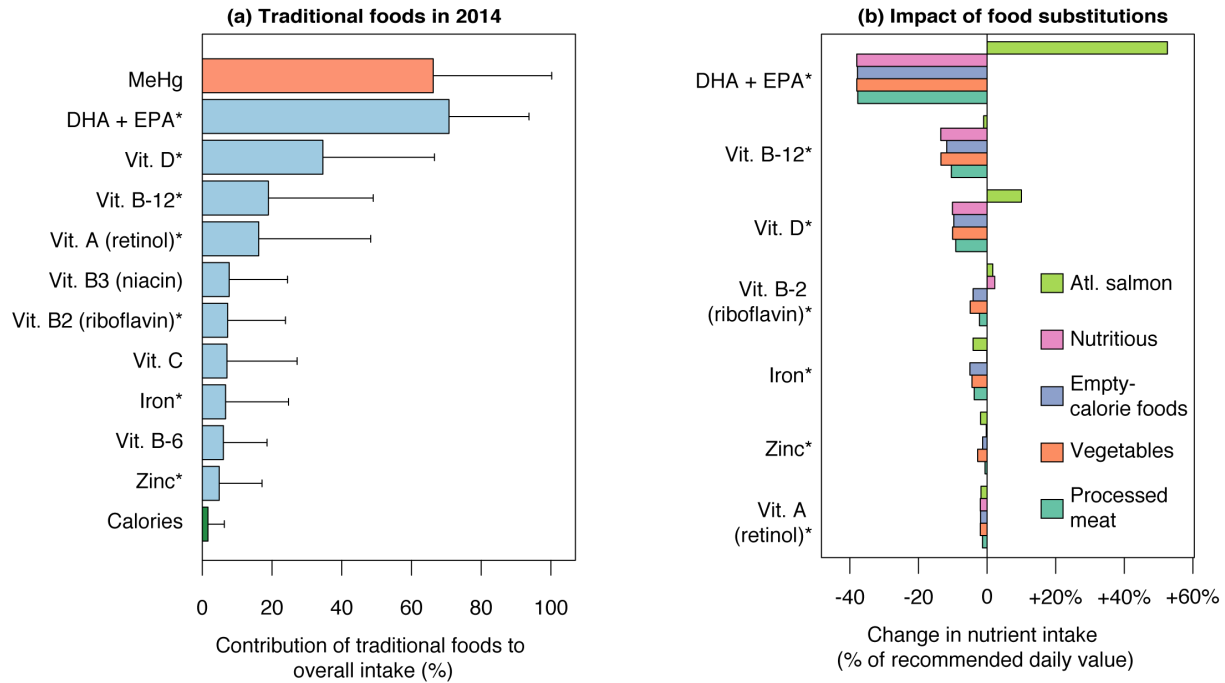 (a) Traditional foods in 2014
MeHg
DHA + EPA*
Vit. D*
Vit. B-12*
Vit. A (retinol)*
Vit. B3 (niacin)
Vit. B2 (riboflavin)*
Vit. C
Iron*
Vit. B-6
Zinc*
Calories
0 20 40 60 80 100
Contribution of traditional foods to
overall intake (%)
(b) Impact of food substitutions
DHA + EPA*
Vit. B-12*
Vit. D*
Vit. B-2
(riboflavin)*
Iron*
Zinc*
Vit. A
(retinol)*
Atl. salmon
Nutritious
Empty-
calorie foods
Vegetables
Processed
meat
-40 -20 0 +20% +40% +60%
Change in nutrient intake
(% of recommended daily value)